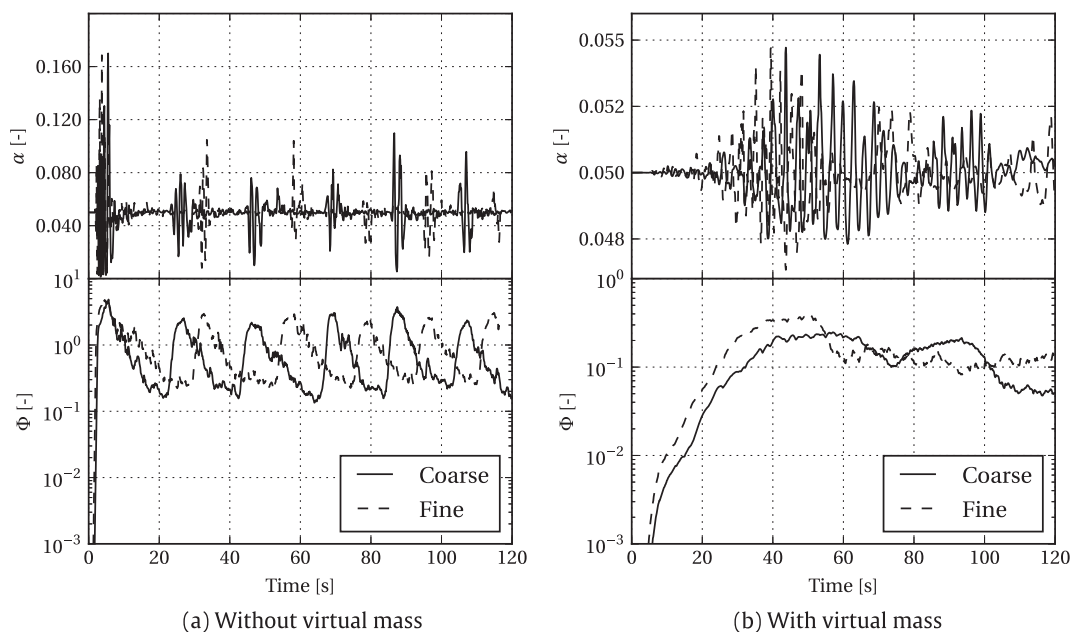 0.160
0.120
0.080
0.040
α [-]
10¹
10⁰
10⁻¹
10⁻²
10⁻³
Φ [-]
Coarse
Fine
0 20 40 60 80 100 120
Time [s]
(a) Without virtual mass
0.055
0.052
0.050
0.048
α [-]
10⁰
10⁻¹
10⁻²
10⁻³
Φ [-]
Coarse
Fine
0 20 40 60 80 100 120
Time [s]
(b) With virtual mass